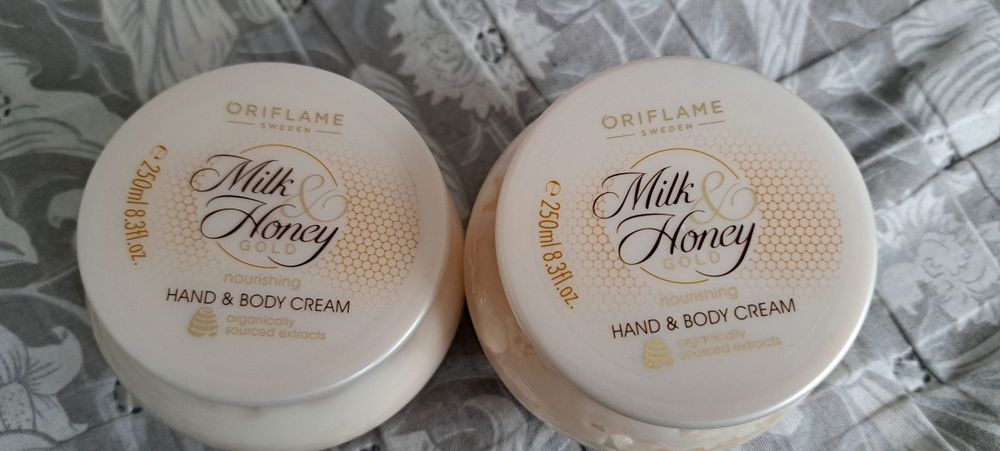 ORIFLAME
SWEDEN
Milk &
Honey
GOLD
nourishing
HAND & BODY CREAM
organically
sourced extracts
℮ 250ml 8.3fl.oz.
ORIFLAME
SWEDEN
Milk &
Honey
GOLD
nourishing
HAND & BODY CREAM
organically
sourced extracts
℮ 250ml 8.3fl.oz.